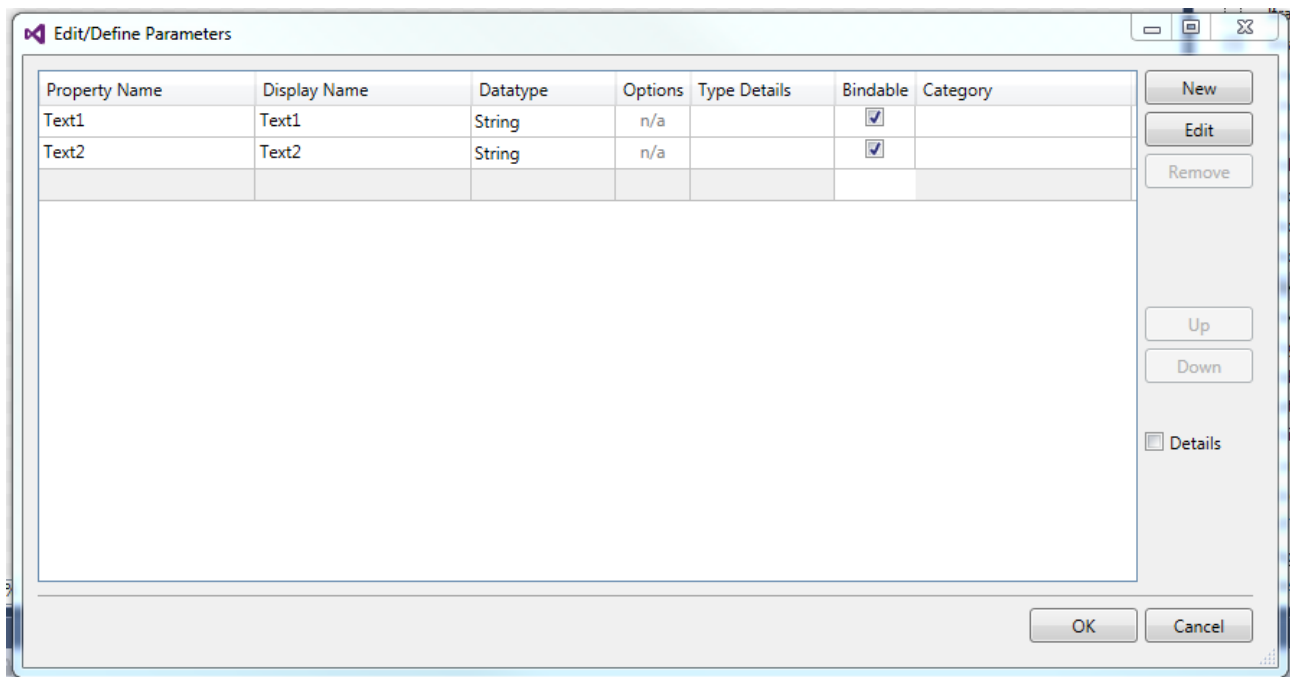 Edit/Define Parameters
Property Name Display Name Datatype Options Type Details Bindable Category
Text1 Text1 String n/a
Text2 Text2 String n/a
New
Edit
Remove
Up
Down
Details
OK Cancel